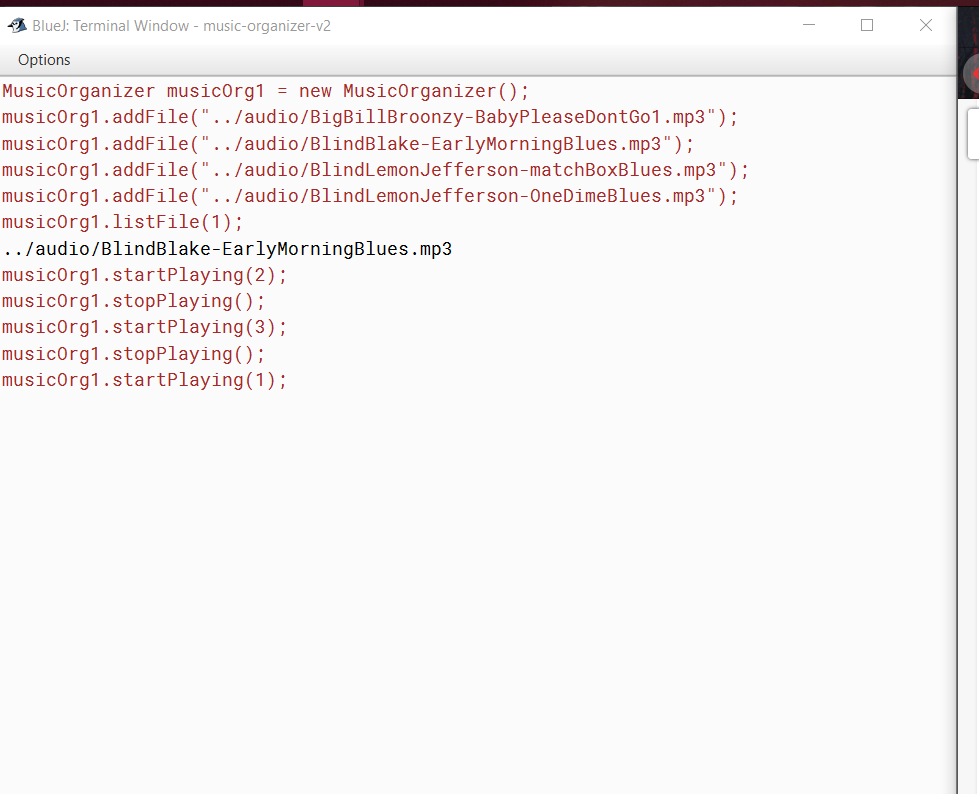 BlueJ: Terminal Window - music-organizer-v2
Options
MusicOrganizer musicOrg1 = new MusicOrganizer();
musicOrg1.addFile("../audio/BigBillBroonzy-BabyPleaseDontGo1.mp3");
musicOrg1.addFile("../audio/BlindBlake-EarlyMorningBlues.mp3");
musicOrg1.addFile("../audio/BlindLemonJefferson-matchBoxBlues.mp3");
musicOrg1.addFile("../audio/BlindLemonJefferson-OneDimeBlues.mp3");
musicOrg1.listFile(1);
../audio/BlindBlake-EarlyMorningBlues.mp3
musicOrg1.startPlaying(2);
musicOrg1.stopPlaying();
musicOrg1.startPlaying(3);
musicOrg1.stopPlaying();
musicOrg1.startPlaying(1);